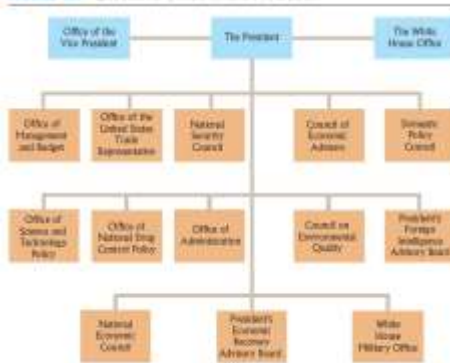 Office of the
Vice President
The President
The White
House Office
Office of
Management
and Budget
Office of the
United States
Trade
Representative
National
Security
Council
Council of
Economic
Advisors
Domestic
Policy
Council
Office of
Science and
Technology
Policy
Office of
National Drug
Control Policy
Office of
Administration
Council on
Environmental
Quality
President's
Foreign
Intelligence
Advisory Board
National
Economic
Council
President's
Economic
Recovery
Advisory Board
White
House
Military Office